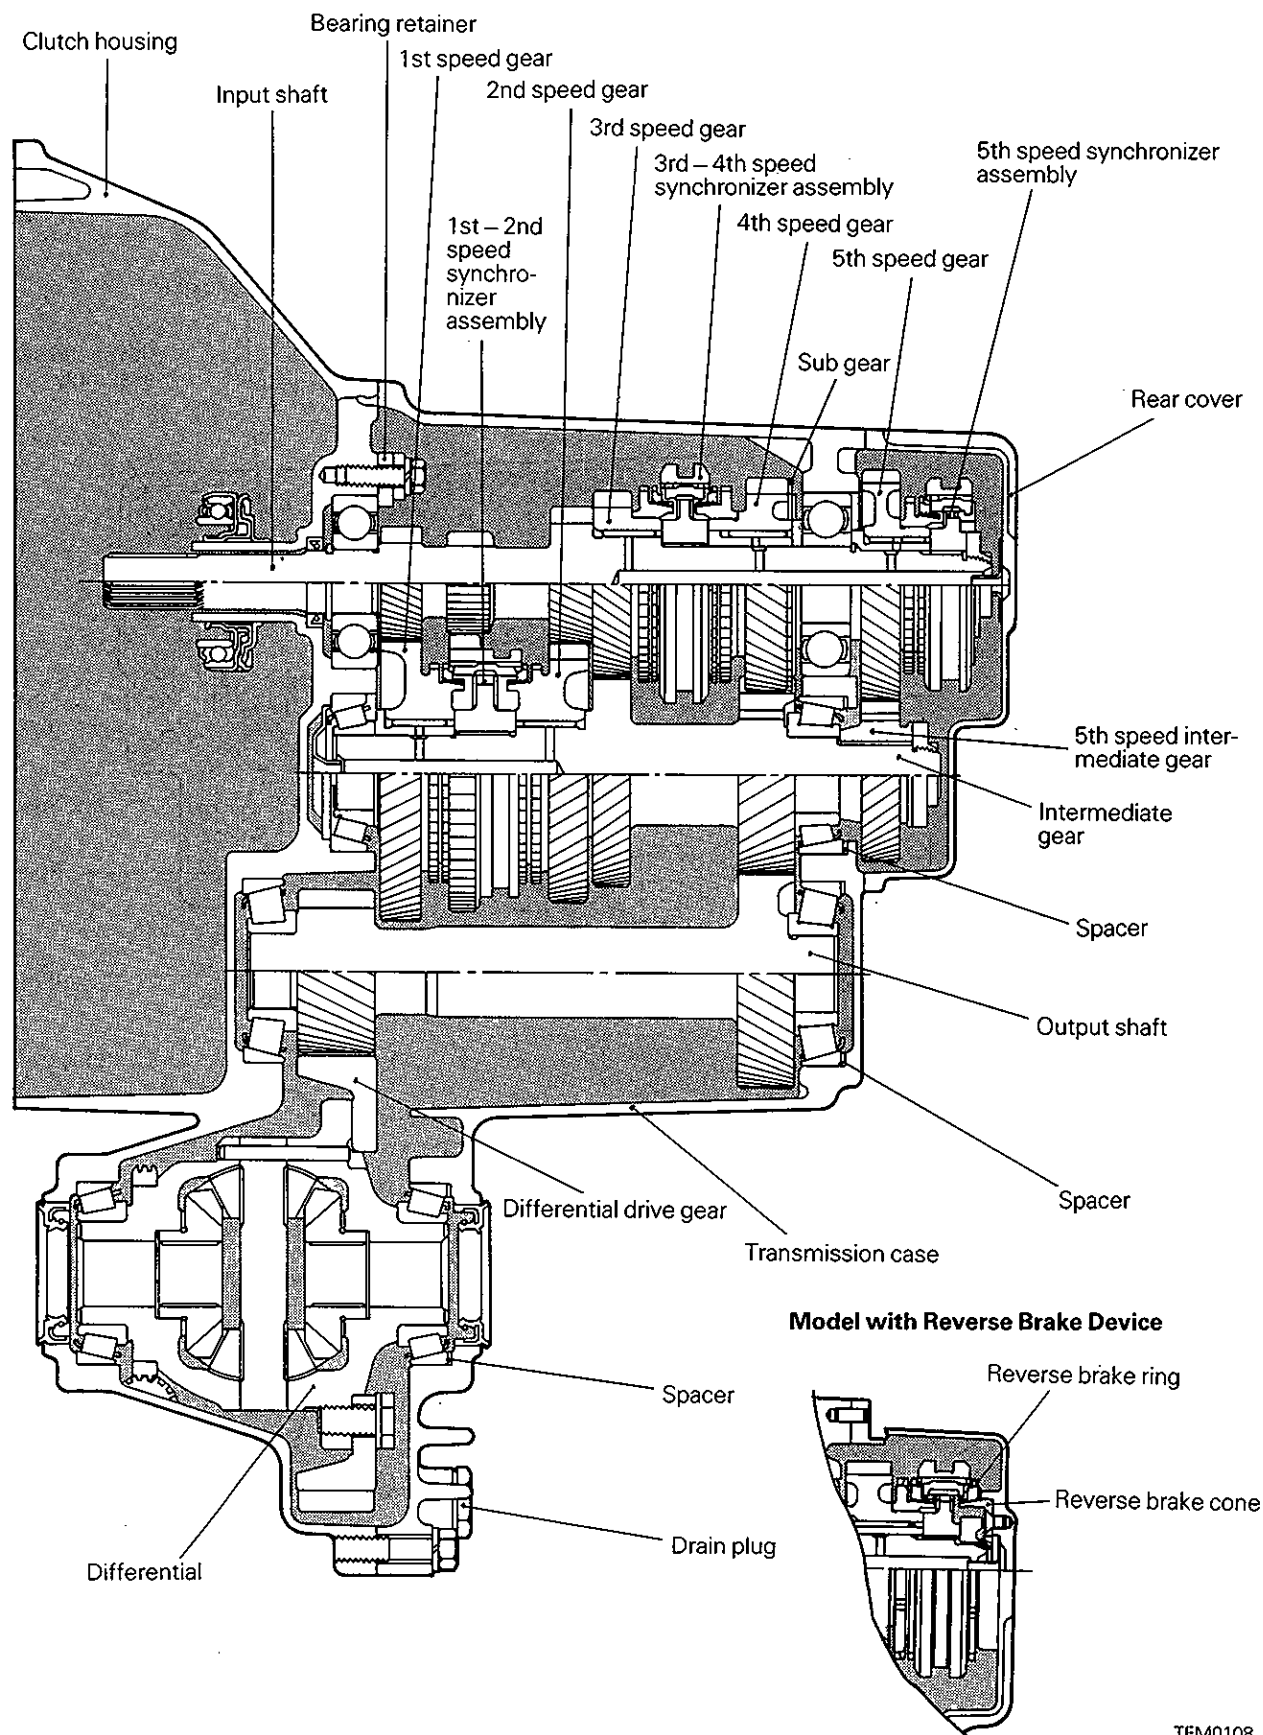 Bearing retainer
Clutch housing
1st speed gear
Input shaft
2nd speed gear
3rd speed gear
3rd – 4th speed
synchronizer assembly
5th speed synchronizer
assembly
1st – 2nd
speed
synchro-
nizer
assembly
4th speed gear
5th speed gear
Sub gear
Rear cover
5th speed inter-
mediate gear
Intermediate
gear
Spacer
Output shaft
Spacer
Differential drive gear
Transmission case
Model with Reverse Brake Device
Spacer
Reverse brake ring
Reverse brake cone
Drain plug
Differential
TFM0108